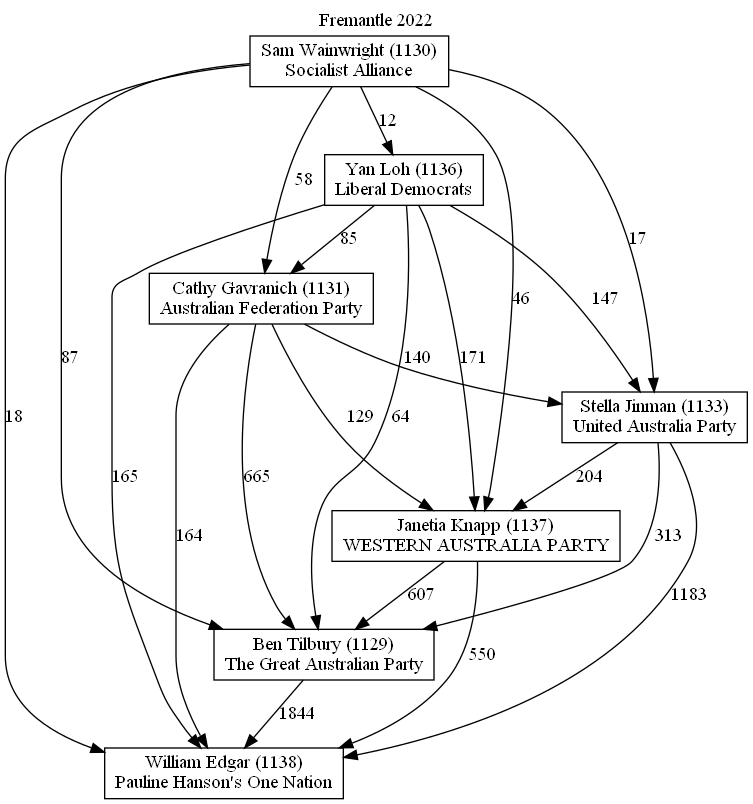 Fremantle 2022
Sam Wainwright (1130)
Socialist Alliance
12
Yan Loh (1136)
Liberal Democrats
58
17
85
Cathy Gavranich (1131)
Australian Federation Party
46
147
87
140
171
18
129
64
Stella Jinman (1133)
United Australia Party
165
665
204
164
Janetia Knapp (1137)
WESTERN AUSTRALIA PARTY
313
607
1183
Ben Tilbury (1129)
The Great Australian Party
550
1844
William Edgar (1138)
Pauline Hanson's One Nation